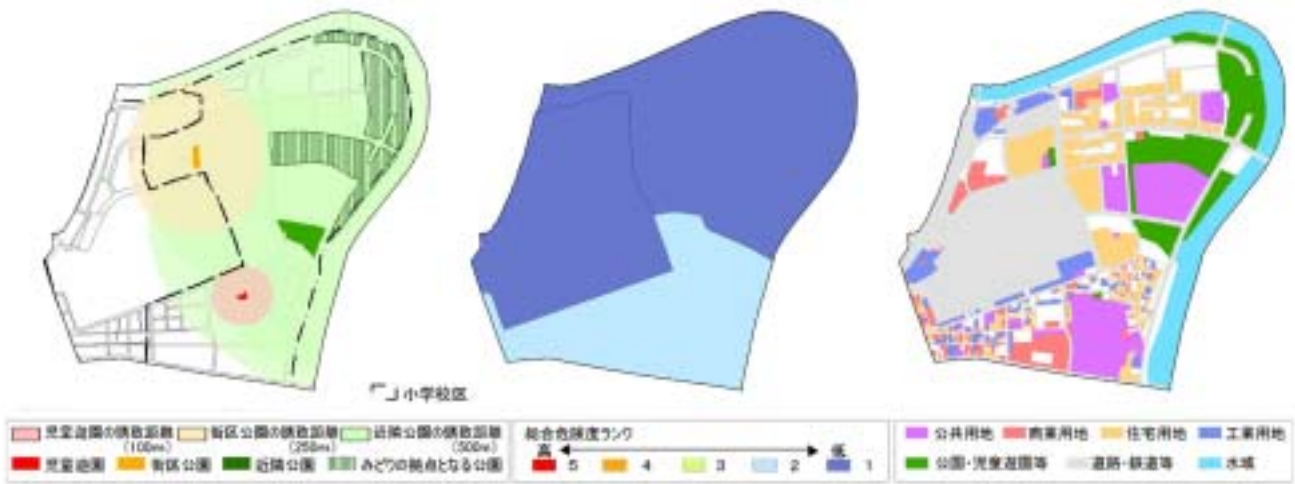 小学校区
児童遊園の誘致距離 街区公園の誘致距離 近隣公園の誘致距離
(100m) (250m) (500m)
児童遊園 街区公園 近隣公園 みどりの拠点となる公園
総合危険度ランク
高 低
5 4 3 2 1
公共用地 商業用地 住宅用地 工業用地
公園・児童遊園等 道路・鉄道等 水域